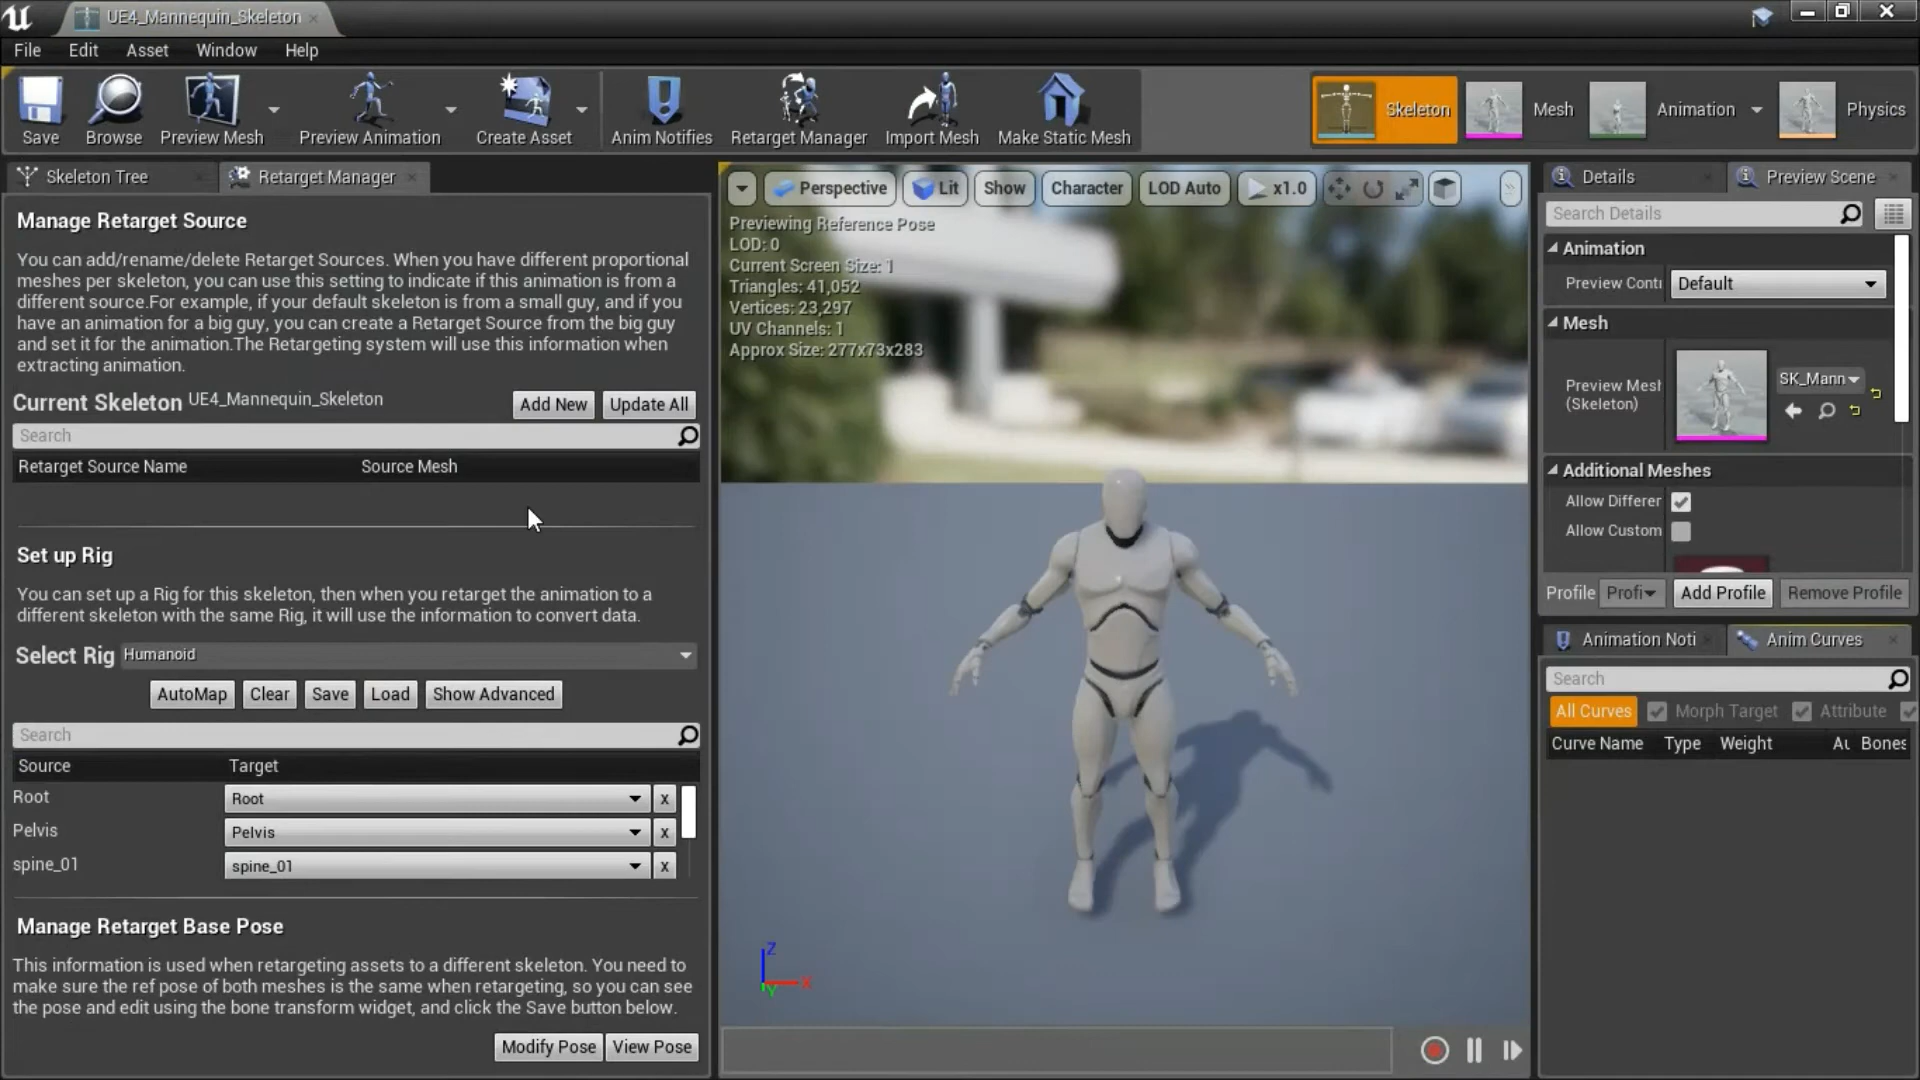 UE4_Mannequin_Skeleton
File Edit Asset Window Help
Save Browse Preview Mesh Preview Animation Create Asset Anim Notifies Retarget Manager Import Mesh Make Static Mesh Skeleton Mesh Animation Physics
Skeleton Tree Retarget Manager
Manage Retarget Source
You can add/rename/delete Retarget Sources. When you have different proportional
meshes per skeleton, you can use this setting to indicate if this animation is from a
different source.For example, if your default skeleton is from a small guy, and if you
have an animation for a big guy, you can create a Retarget Source from the big guy
and set it for the animation.The Retargeting system will use this information when
extracting animation.
Current Skeleton UE4_Mannequin_Skeleton Add New Update All
Search
Retarget Source Name Source Mesh
Set up Rig
You can set up a Rig for this skeleton, then when you retarget the animation to a
different skeleton with the same Rig, it will use the information to convert data.
Select Rig Humanoid
AutoMap Clear Save Load Show Advanced
Search
Source Target
Root Root x
Pelvis Pelvis x
spine_01 spine_01 x
Manage Retarget Base Pose
This information is used when retargeting assets to a different skeleton. You need to
make sure the ref pose of both meshes is the same when retargeting, so you can see
the pose and edit using the bone transform widget, and click the Save button below.
Modify Pose View Pose
Perspective Lit Show Character LOD Auto x1.0
Previewing Reference Pose
LOD: 0
Current Screen Size: 1
Triangles: 41,052
Vertices: 23,297
UV Channels: 1
Approx Size: 277x73x283
Z
X
Y
Details Preview Scene
Search Details
Animation
Preview Conti Default
Mesh
Preview Mesh
(Skeleton)
SK_Mann
Additional Meshes
Allow Differer
Allow Custom
Profile Profi Add Profile Remove Profile
Animation Noti Anim Curves
Search
All Curves Morph Target Attribute
Curve Name Type Weight Au Bones